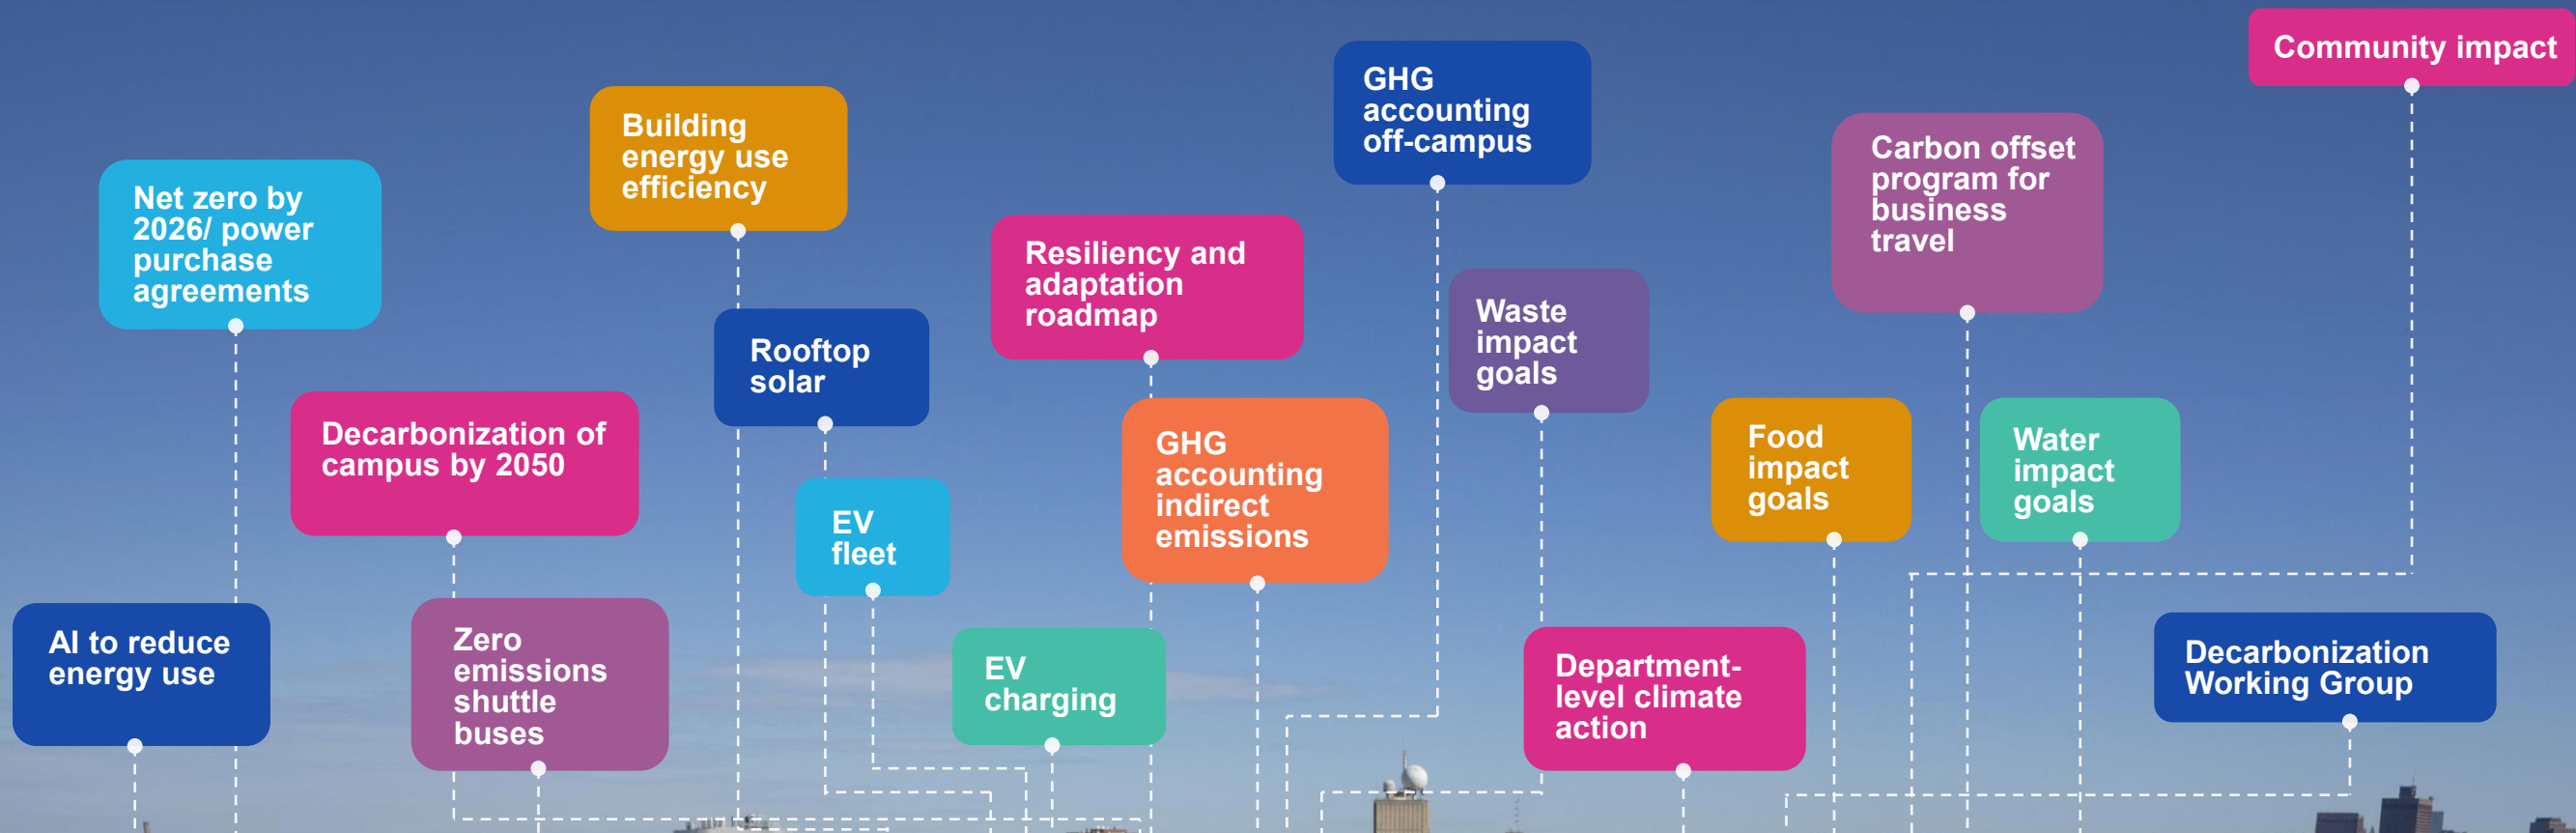 Community impact
GHG
accounting
off-campus
Building
energy use
efficiency
Carbon offset
program for
business
travel
Net zero by
2026/ power
purchase
agreements
Resiliency and
adaptation
roadmap
Waste
impact
goals
Rooftop
solar
Decarbonization of
campus by 2050
GHG
accounting
indirect
emissions
Food
impact
goals
Water
impact
goals
EV
fleet
AI to reduce
energy use
Zero
emissions
shuttle
buses
EV
charging
Department-
level climate
action
Decarbonization
Working Group